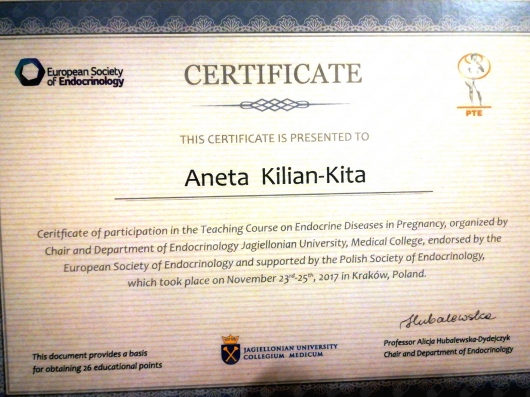 European Society
of Endocrinology
CERTIFICATE
PTE
THIS CERTIFICATE IS PRESENTED TO
Aneta Kilian-Kita
Certificate of participation in the Teaching Course on Endocrine Diseases in Pregnancy, organized by
Chair and Department of Endocrinology Jagiellonian University, Medical College, endorsed by the
European Society of Endocrinology and supported by the Polish Society of Endocrinology,
which took place on November 23rd-25th, 2017 in Kraków, Poland.
Hubalewska
This document provides a basis
for obtaining 26 educational points
JAGIELLONIAN UNIVERSITY
COLLEGIUM MEDICUM
Professor Alicja Hubalewska-Dydejczyk
Chair and Department of Endocrinology